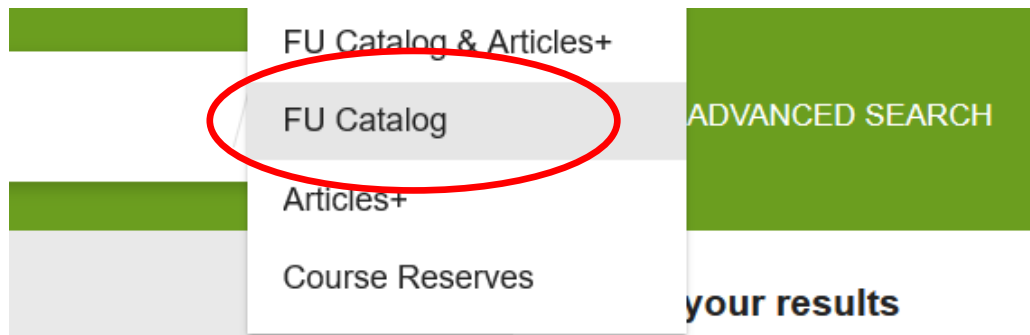 FU Catalog & Articles+
FU Catalog
ADVANCED SEARCH
Articles+
Course Reserves
your results